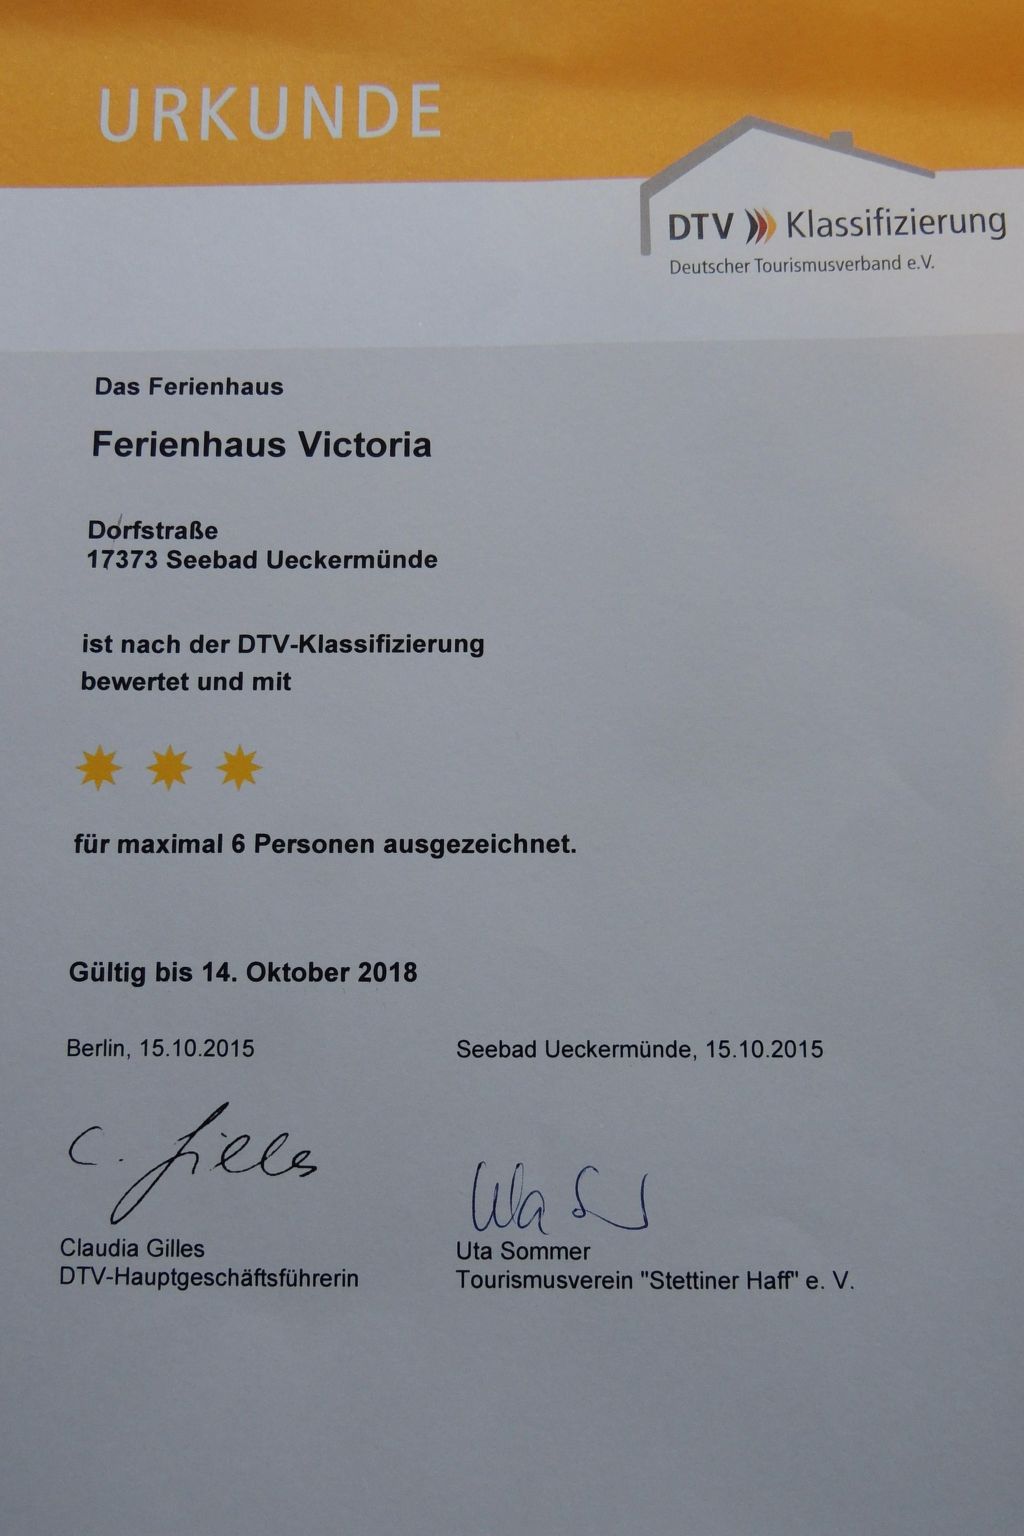 URKUNDE
DTV Klassifizierung
Deutscher Tourismusverband e.V.
Das Ferienhaus
Ferienhaus Victoria
Dorfstraße
17373 Seebad Ueckermünde
ist nach der DTV-Klassifizierung
bewertet und mit
für maximal 6 Personen ausgezeichnet.
Gültig bis 14. Oktober 2018
Berlin, 15.10.2015
Seebad Ueckermünde, 15.10.2015
C. Gilles
Uta S
Claudia Gilles
DTV-Hauptgeschäftsführerin
Uta Sommer
Tourismusverein "Stettiner Haff" e. V.